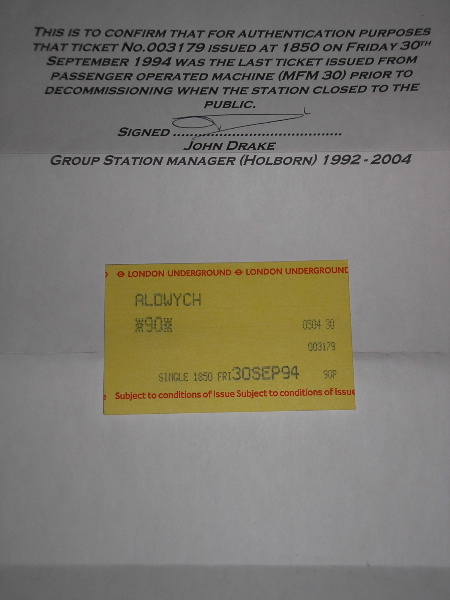 THIS IS TO CONFIRM THAT FOR AUTHENTICATION PURPOSES
THAT TICKET NO.003179 ISSUED AT 1850 ON FRIDAY 30TH
SEPTEMBER 1994 WAS THE LAST TICKET ISSUED FROM
PASSENGER OPERATED MACHINE (MFM 30) PRIOR TO
DECOMMISSIONING WHEN THE STATION CLOSED TO THE
PUBLIC.
SIGNED ..........................................
JOHN DRAKE
GROUP STATION MANAGER (HOLBORN) 1992 - 2004
LONDON UNDERGROUND LONDON UNDERGROUND
ALDWYCH
*90*
0504 30
003179
SINGLE 1850 FRI 30SEP94
Subject to conditions of issue Subject to conditions of issue